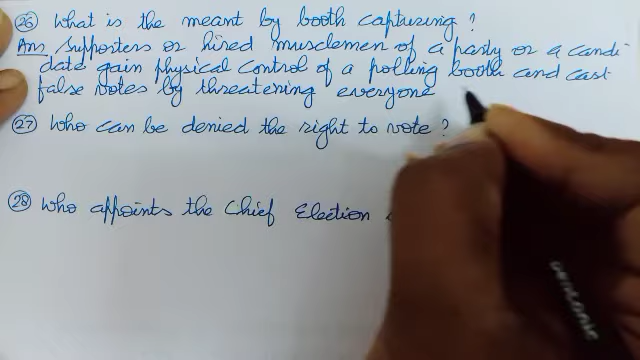 26 What is the meant by booth capturing ?
Ans Supporters or hired musclemen of a party or a candi-
date gain physical control of a polling booth and cast
false votes by threatening everyone
27 Who can be denied the right to vote ?
28 Who appoints the Chief Election
pentonic